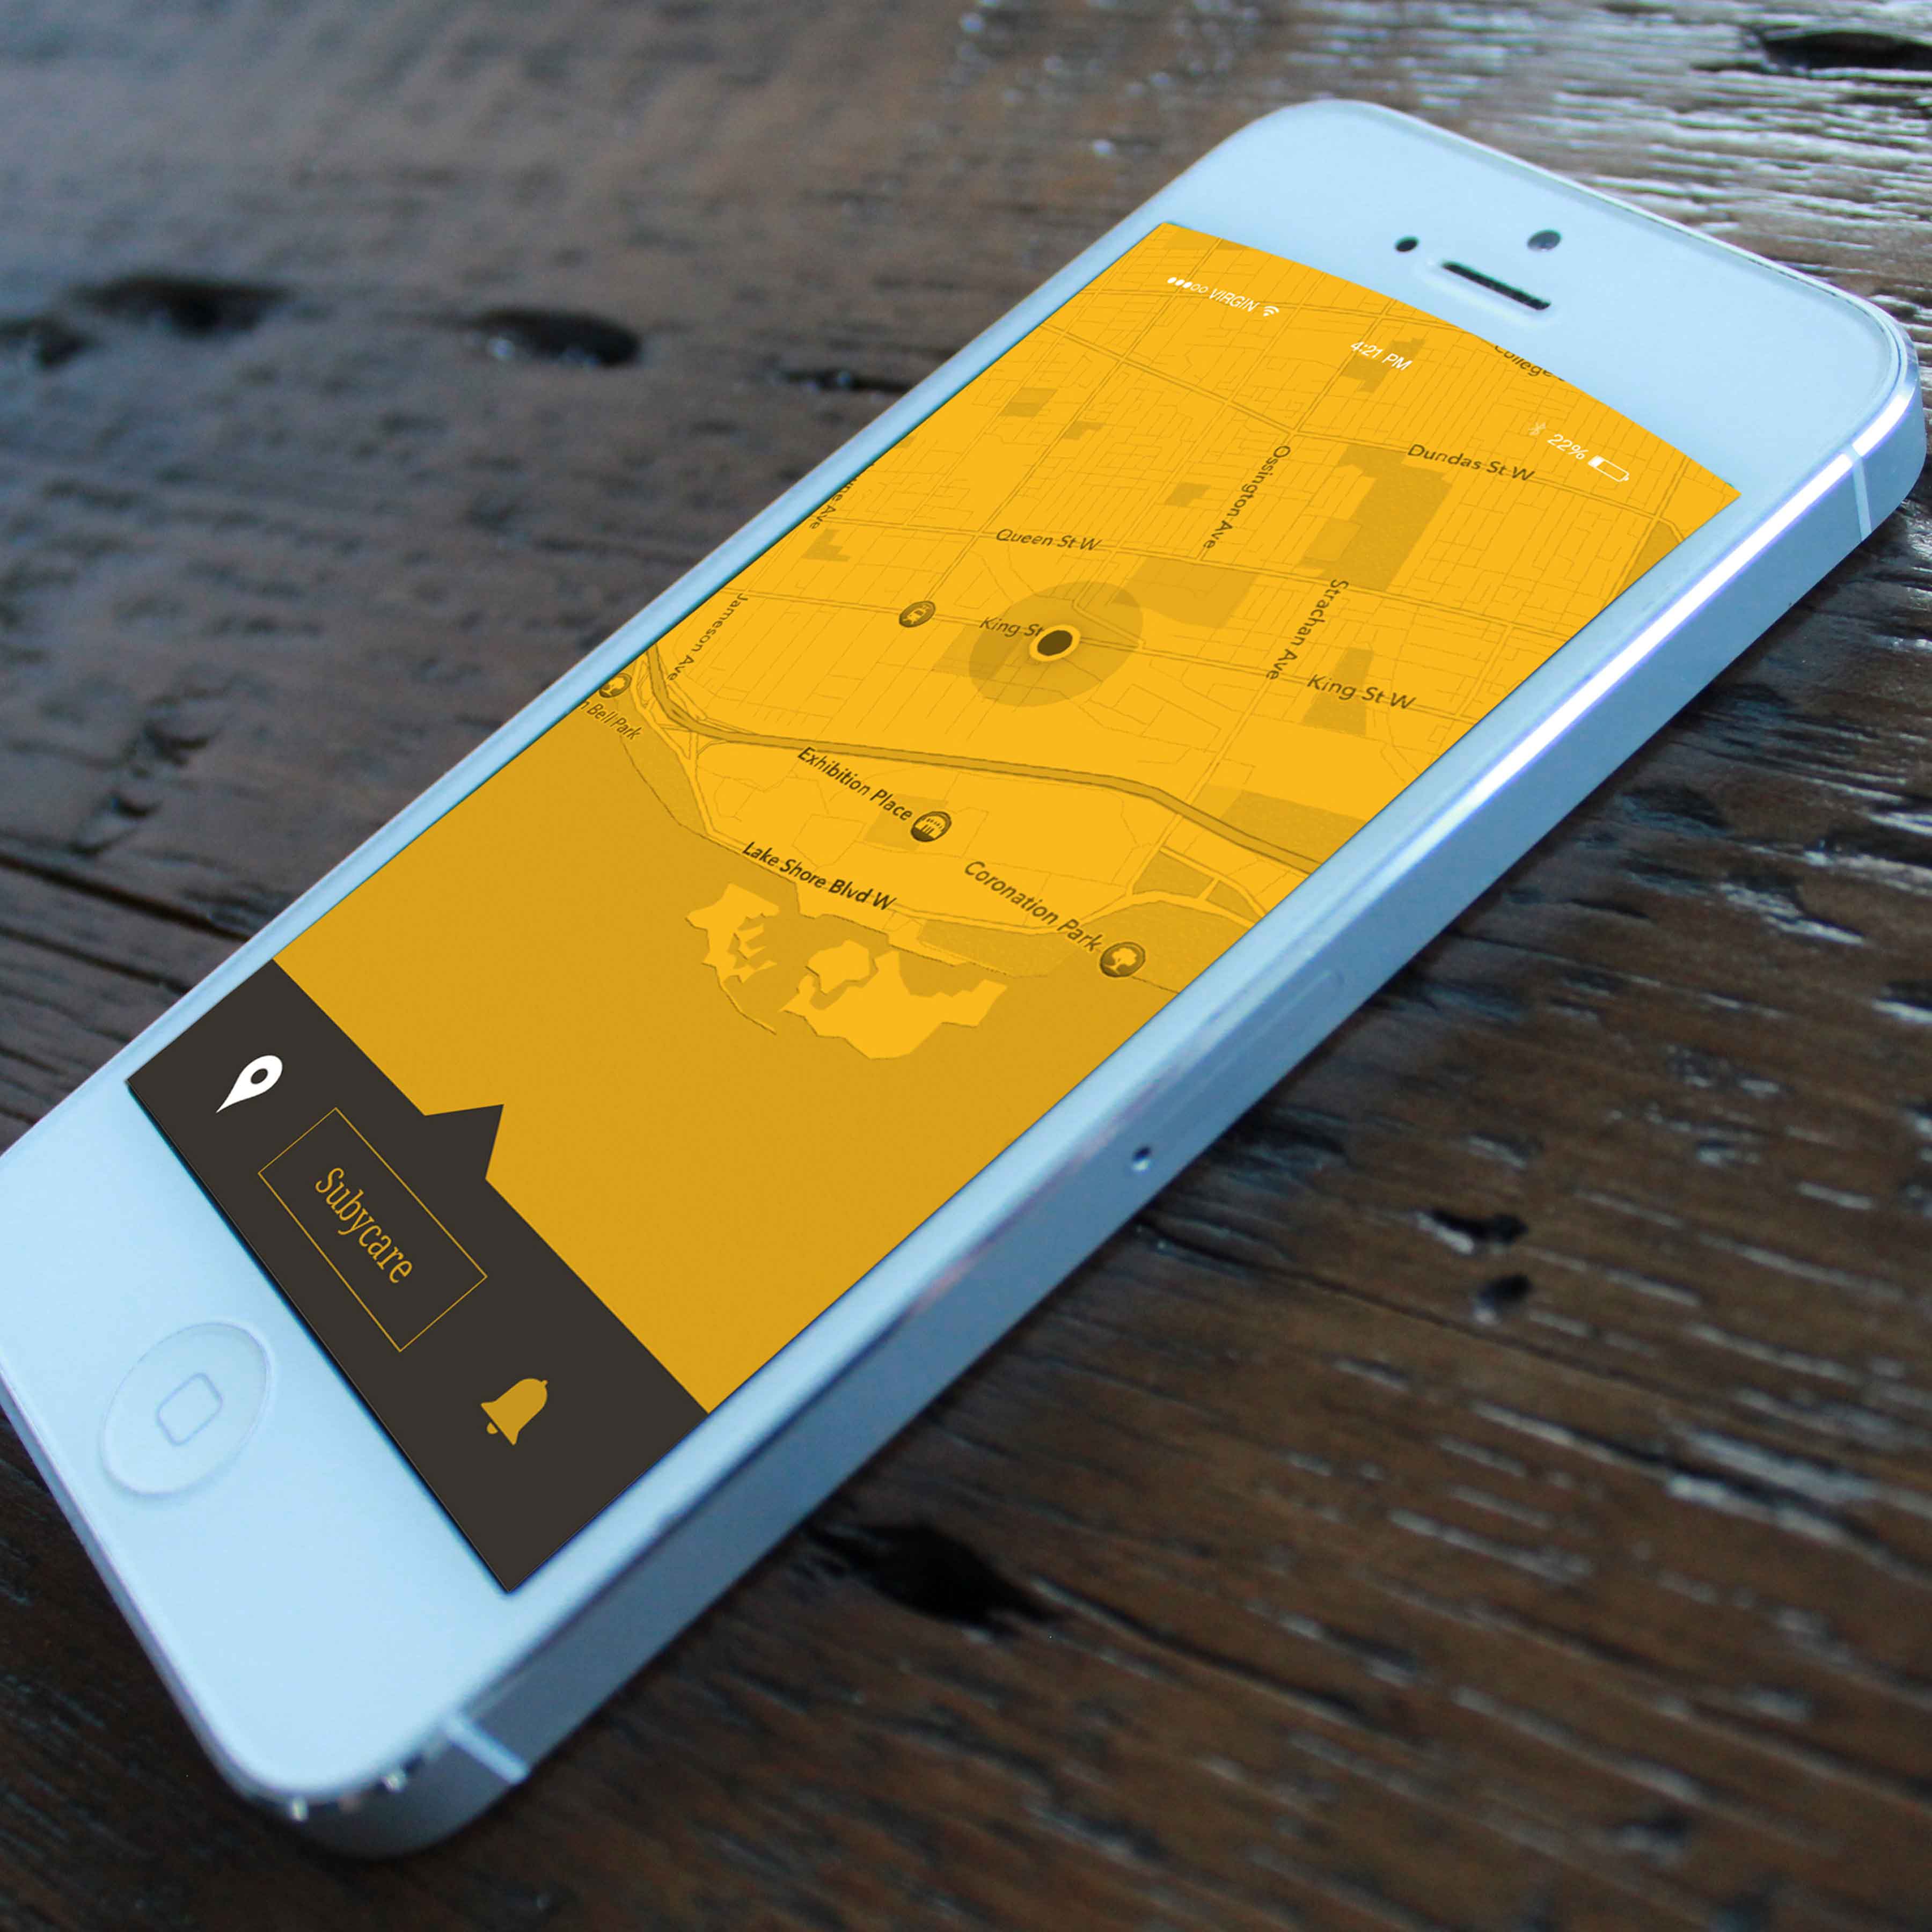 ●●●○○ VIRGIN
4:21 PM
22%
College
Dundas St W
Ossington Ave
Queen St W
Strachan Ave
King St
King St W
Jameson Ave
Bell Park
Exhibition Place
Lake Shore Blvd W
Coronation Park
Subycare